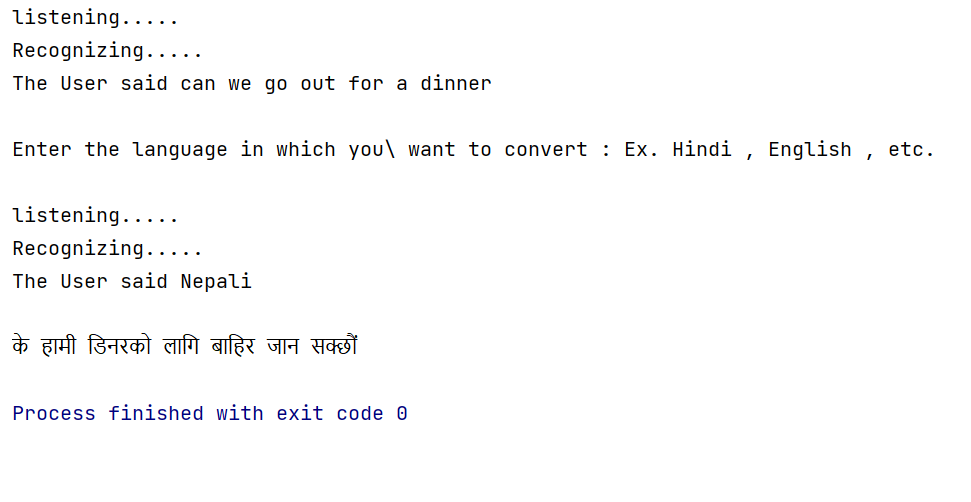 listening.....
Recognizing.....
The User said can we go out for a dinner
Enter the language in which you\ want to convert : Ex. Hindi , English , etc.
listening.....
Recognizing.....
The User said Nepali
के हामी डिनरको लागि बाहिर जान सक्छौं
Process finished with exit code 0